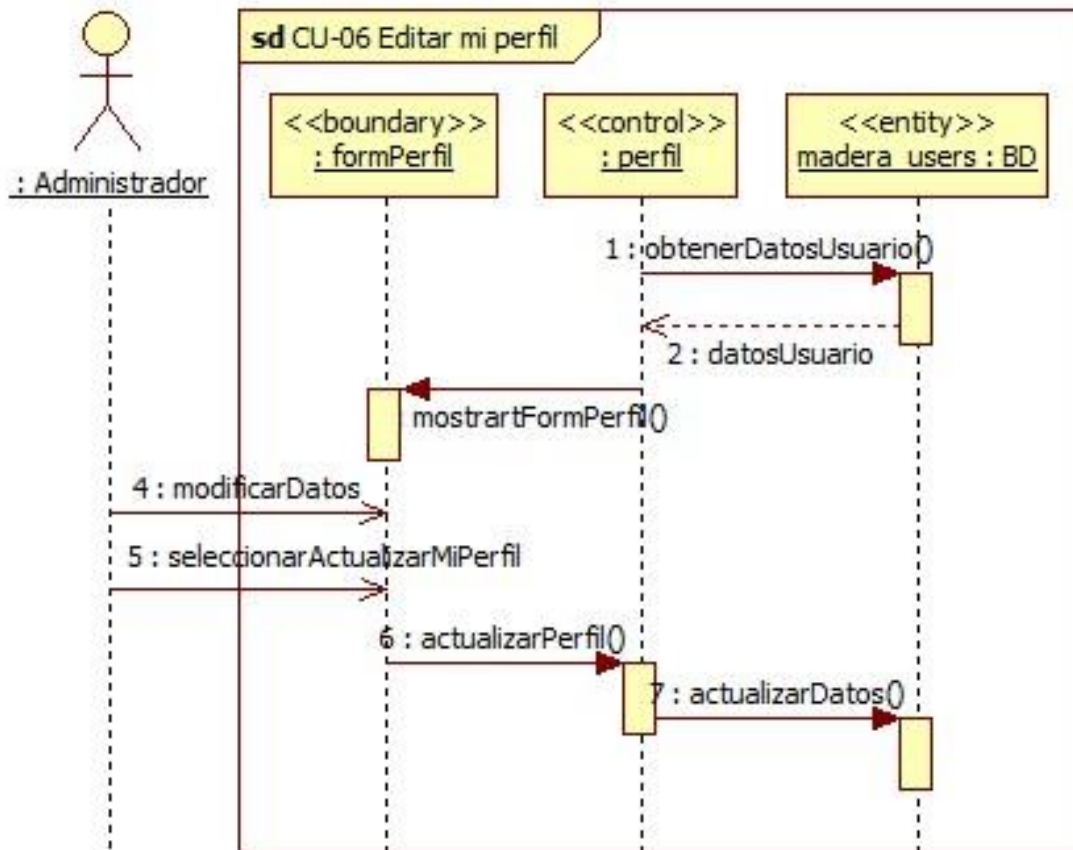 sd CU-06 Editar mi perfil
<<boundary>>
: formPerfil
<<control>>
: perfil
<<entity>>
madera_users : BD
: Administrador
1 : obtenerDatosUsuario()
2 : datosUsuario
mostrartFormPerfil()
4 : modificarDatos
5 : seleccionarActualizarMiPerfil
6 : actualizarPerfil()
7 : actualizarDatos()